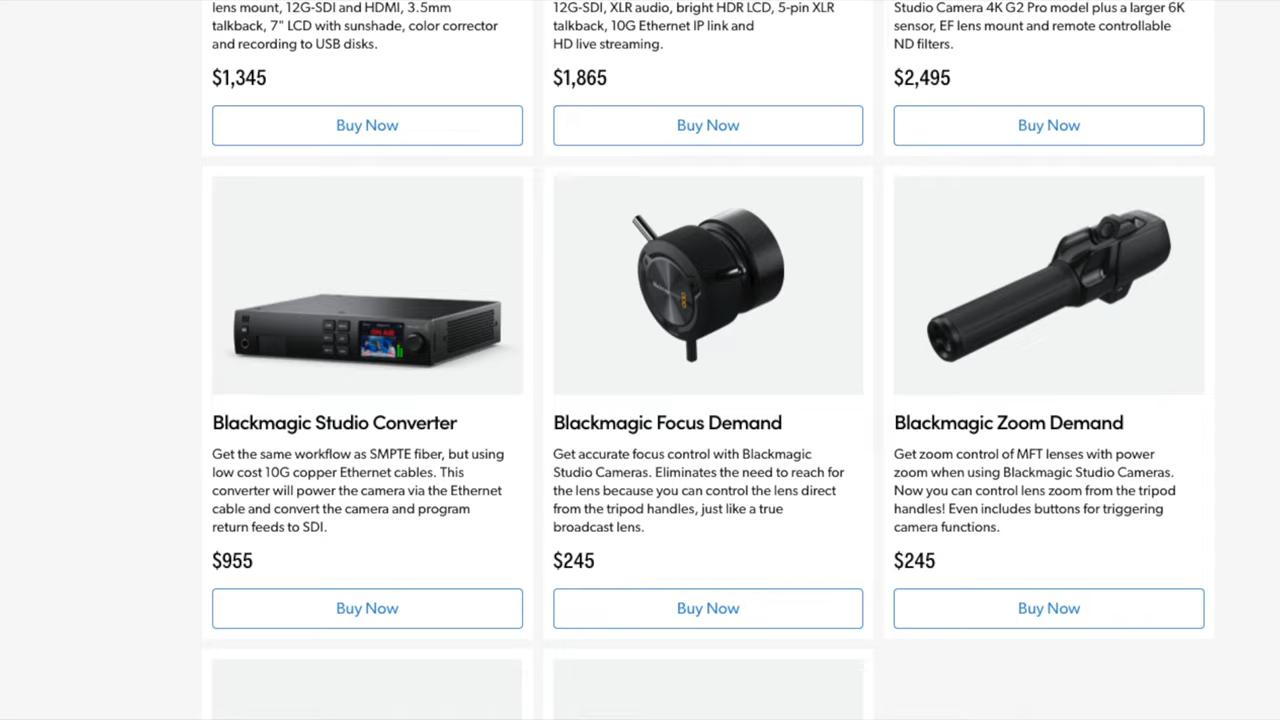 lens mount, 12G-SDI and HDMI, 3.5mm
talkback, 7" LCD with sunshade, color corrector
and recording to USB disks.
$1,345
Buy Now
12G-SDI, XLR audio, bright HDR LCD, 5-pin XLR
talkback, 10G Ethernet IP link and
HD live streaming.
$1,865
Buy Now
Studio Camera 4K G2 Pro model plus a larger 6K
sensor, EF lens mount and remote controllable
ND filters.
$2,495
Buy Now
ON AIR
Blackmagic Studio Converter
Get the same workflow as SMPTE fiber, but using
low cost 10G copper Ethernet cables. This
converter will power the camera via the Ethernet
cable and convert the camera and program
return feeds to SDI.
$955
Buy Now
Blackmagic Focus Demand
Get accurate focus control with Blackmagic
Studio Cameras. Eliminates the need to reach for
the lens because you can control the lens direct
from the tripod handles, just like a true
broadcast lens.
$245
Buy Now
Blackmagic Zoom Demand
Get zoom control of MFT lenses with power
zoom when using Blackmagic Studio Cameras.
Now you can control lens zoom from the tripod
handles! Even includes buttons for triggering
camera functions.
$245
Buy Now